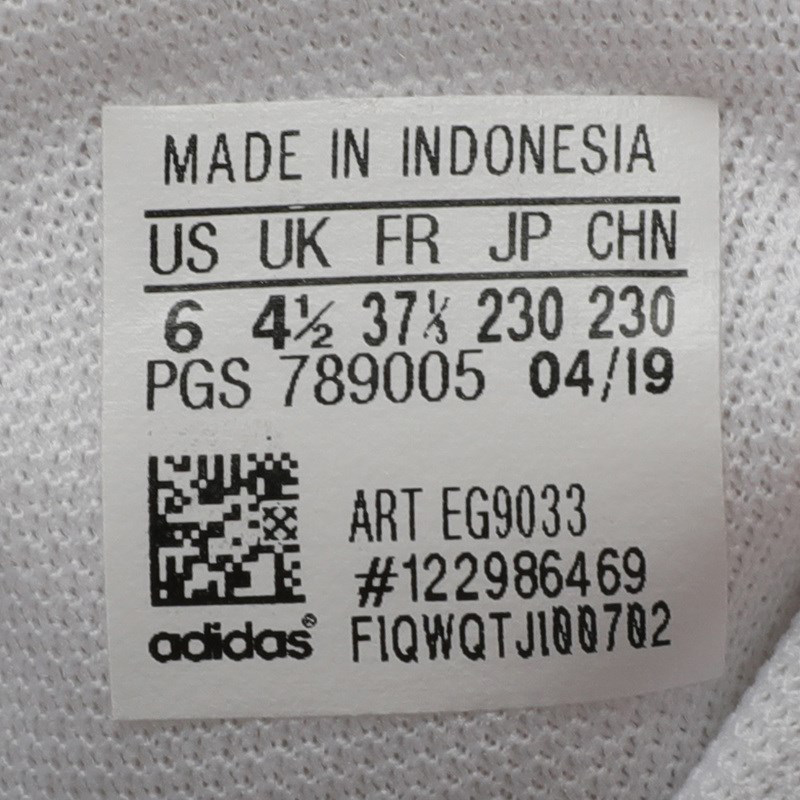 MADE IN INDONESIA
US UK FR JP CHN
6 4½ 37⅓ 230 230
PGS 789005 04/19
ART EG9033
#122986469
adidas®
FIQWQTJI00702